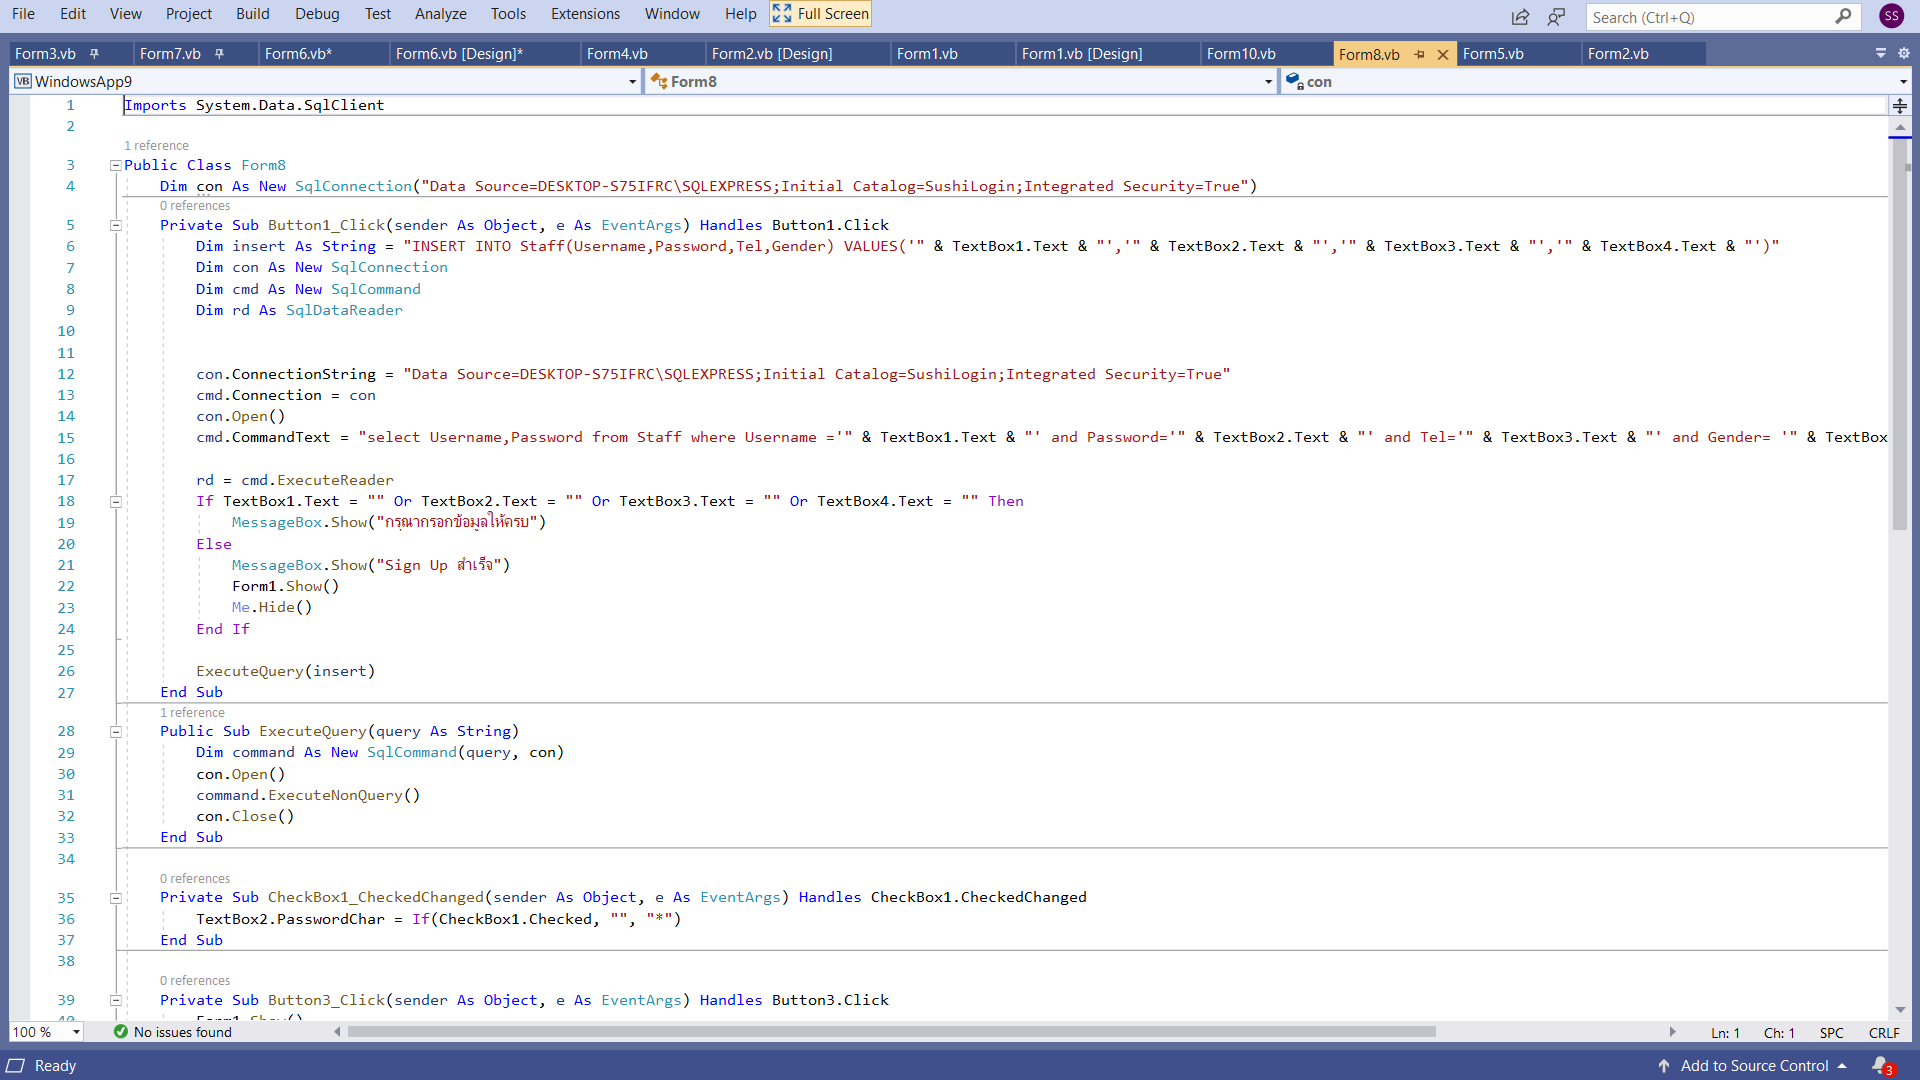 File Edit View Project Build Debug Test Analyze Tools Extensions Window Help Full Screen Search (Ctrl+Q) SS
Form3.vb Form7.vb Form6.vb* Form6.vb [Design]* Form4.vb Form2.vb [Design] Form1.vb Form1.vb [Design] Form10.vb Form8.vb Form5.vb Form2.vb
VB WindowsApp9 Form8 con
1 Imports System.Data.SqlClient
2
1 reference
3 Public Class Form8
4 Dim con As New SqlConnection("Data Source=DESKTOP-S75IFRC\SQLEXPRESS;Initial Catalog=SushiLogin;Integrated Security=True")
0 references
5 Private Sub Button1_Click(sender As Object, e As EventArgs) Handles Button1.Click
6 Dim insert As String = "INSERT INTO Staff(Username,Password,Tel,Gender) VALUES('" & TextBox1.Text & "','" & TextBox2.Text & "','" & TextBox3.Text & "','" & TextBox4.Text & "')"
7 Dim con As New SqlConnection
8 Dim cmd As New SqlCommand
9 Dim rd As SqlDataReader
10
11
12 con.ConnectionString = "Data Source=DESKTOP-S75IFRC\SQLEXPRESS;Initial Catalog=SushiLogin;Integrated Security=True"
13 cmd.Connection = con
14 con.Open()
15 cmd.CommandText = "select Username,Password from Staff where Username ='" & TextBox1.Text & "' and Password='" & TextBox2.Text & "' and Tel='" & TextBox3.Text & "' and Gender= '" & TextBox
16
17 rd = cmd.ExecuteReader
18 If TextBox1.Text = "" Or TextBox2.Text = "" Or TextBox3.Text = "" Or TextBox4.Text = "" Then
19 MessageBox.Show("กรุณากรอกข้อมูลให้ครบ")
20 Else
21 MessageBox.Show("Sign Up สำเร็จ")
22 Form1.Show()
23 Me.Hide()
24 End If
25
26 ExecuteQuery(insert)
27 End Sub
1 reference
28 Public Sub ExecuteQuery(query As String)
29 Dim command As New SqlCommand(query, con)
30 con.Open()
31 command.ExecuteNonQuery()
32 con.Close()
33 End Sub
34
0 references
35 Private Sub CheckBox1_CheckedChanged(sender As Object, e As EventArgs) Handles CheckBox1.CheckedChanged
36 TextBox2.PasswordChar = If(CheckBox1.Checked, "", "*")
37 End Sub
38
0 references
39 Private Sub Button3_Click(sender As Object, e As EventArgs) Handles Button3.Click
40 Form1.Show()
100 % No issues found Ln: 1 Ch: 1 SPC CRLF
Ready Add to Source Control 3